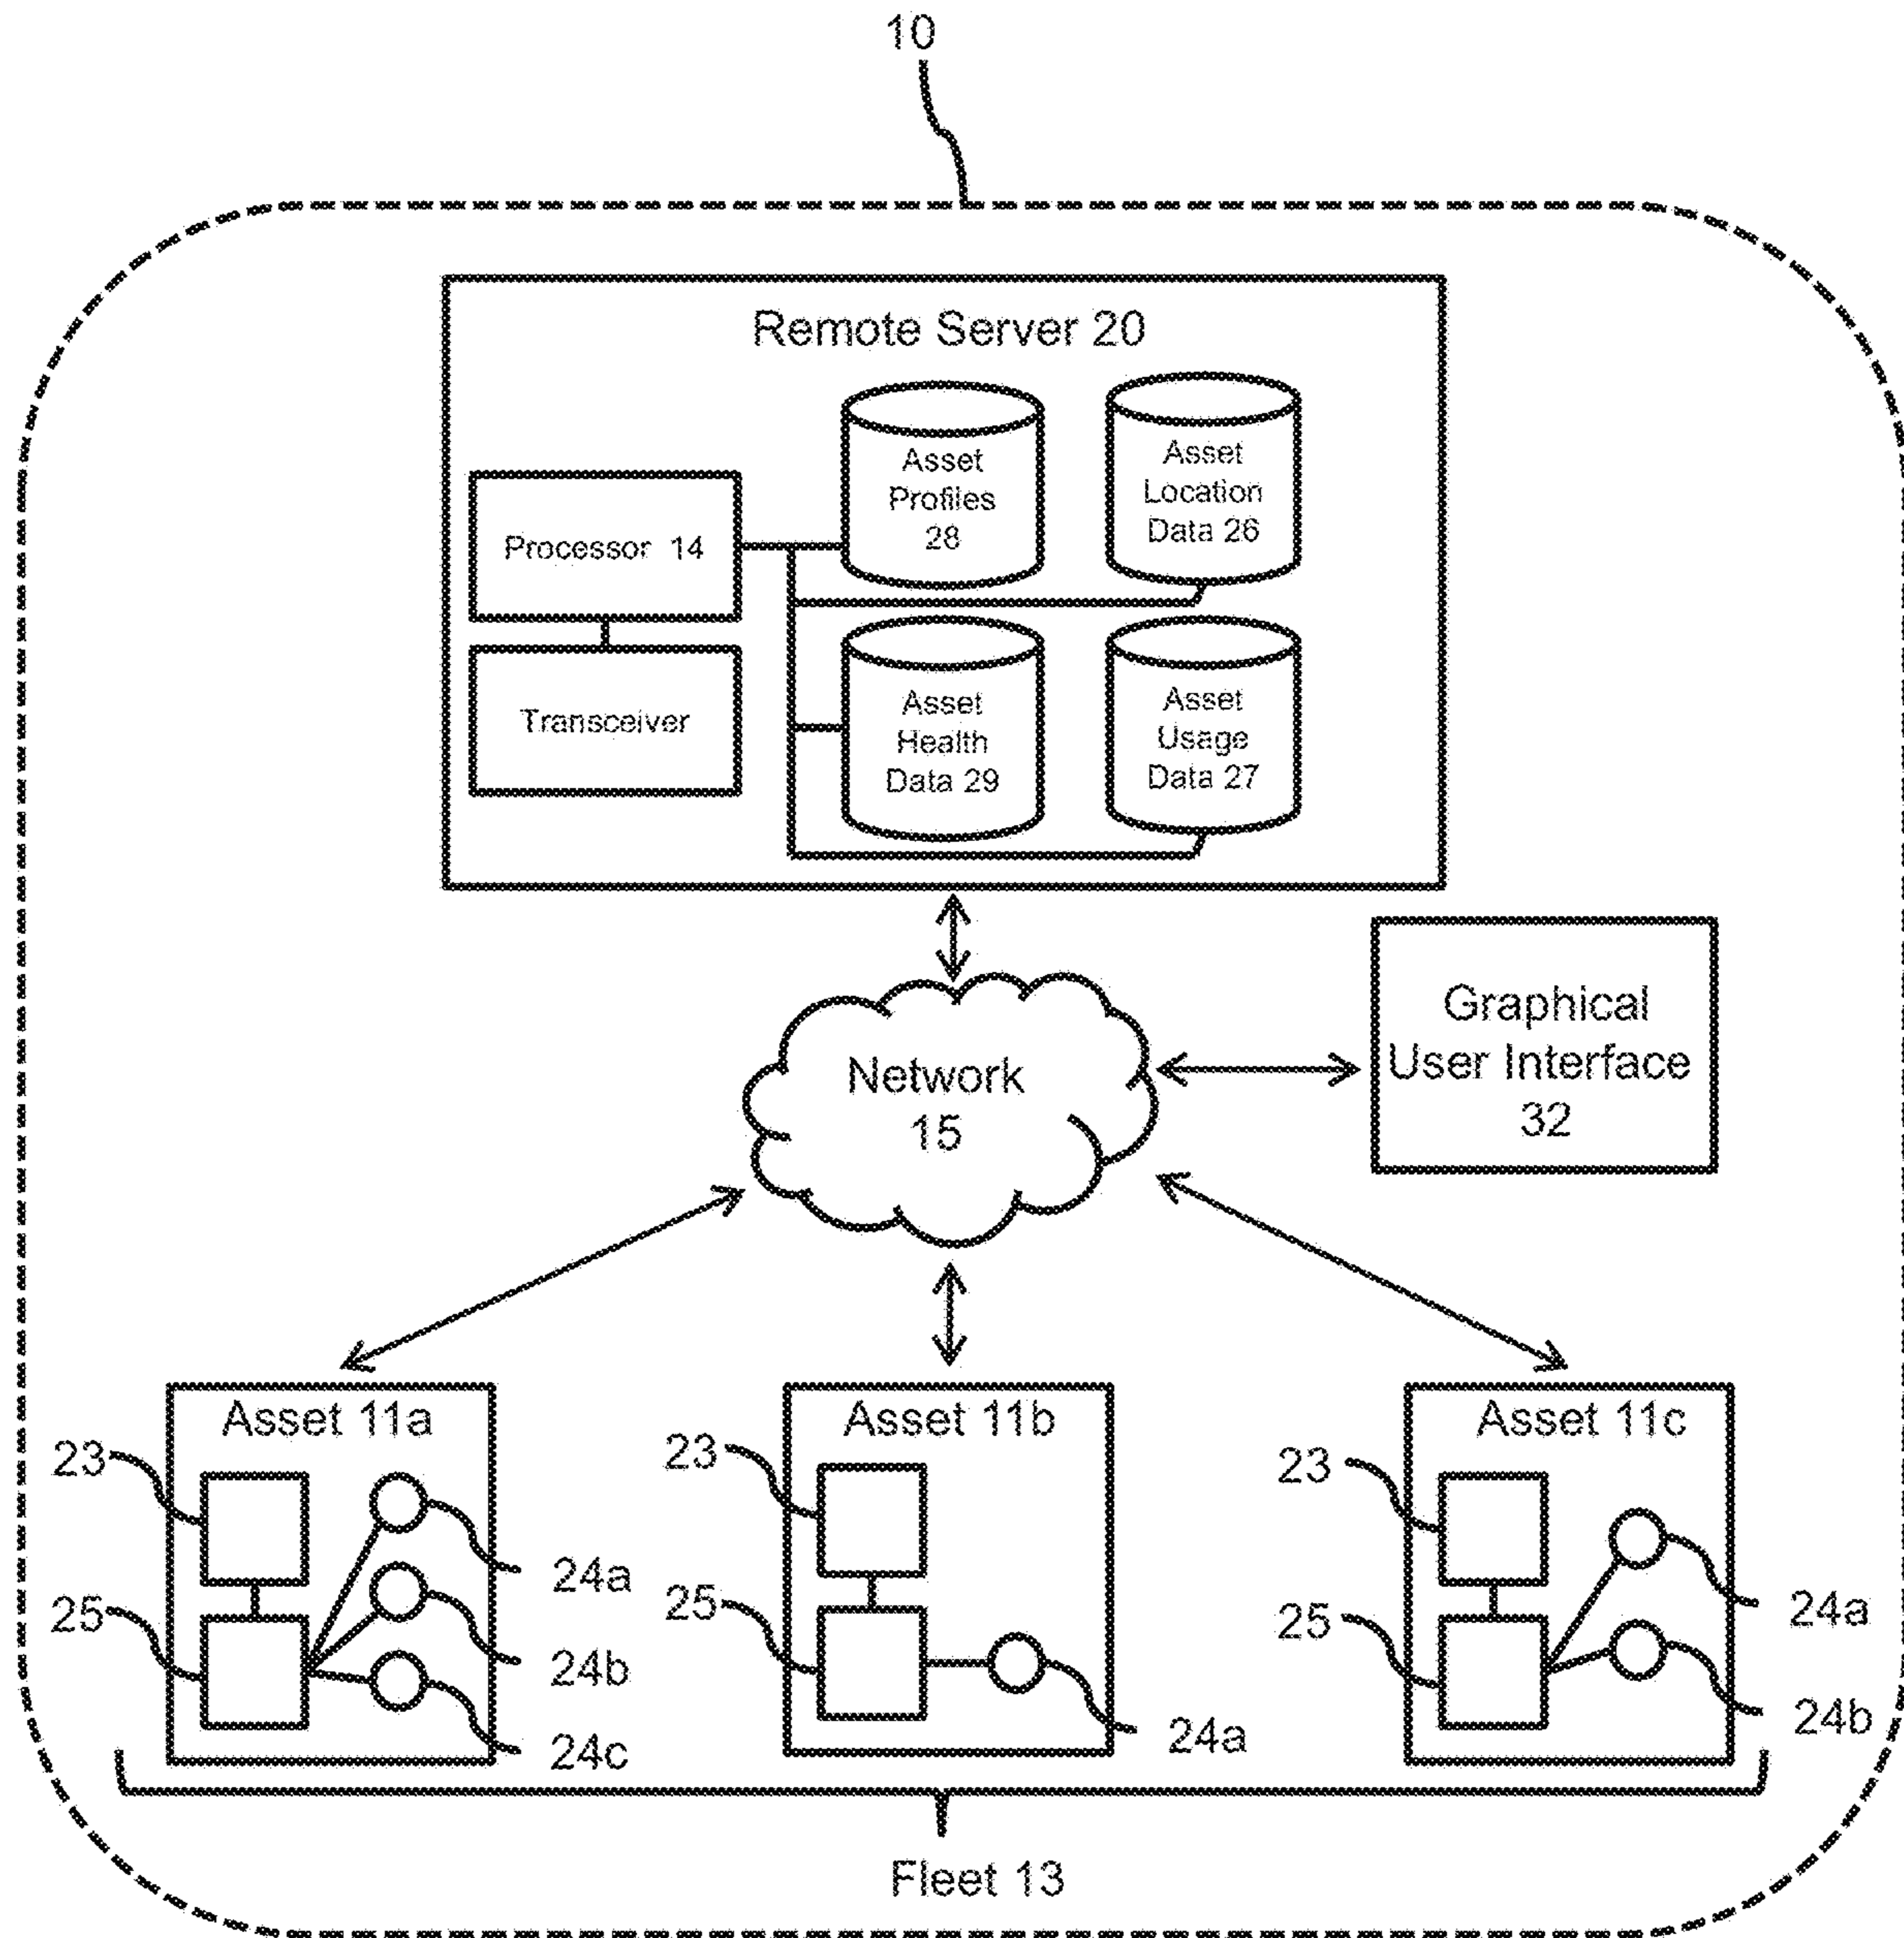 10
Remote Server 20
Asset
Profiles
28
Asset
Location
Data 26
Processor 14
Transceiver
Asset
Health
Data 29
Asset
Usage
Data 27
Network
15
Graphical
User Interface
32
Asset 11a
23
25
24a
24b
24c
Asset 11b
23
25
24a
Asset 11c
23
25
24a
24b
Fleet 13